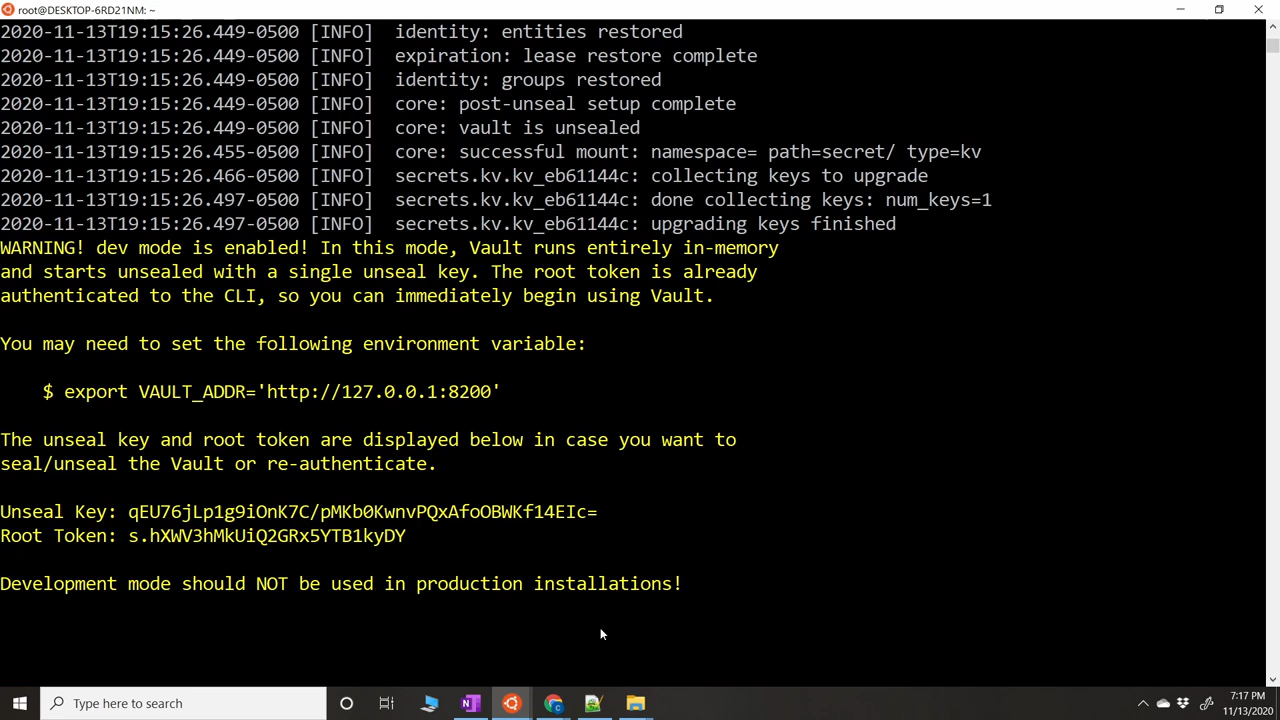 root@DESKTOP-6RD21NM: ~
2020-11-13T19:15:26.449-0500 [INFO]  identity: entities restored
2020-11-13T19:15:26.449-0500 [INFO]  expiration: lease restore complete
2020-11-13T19:15:26.449-0500 [INFO]  identity: groups restored
2020-11-13T19:15:26.449-0500 [INFO]  core: post-unseal setup complete
2020-11-13T19:15:26.449-0500 [INFO]  core: vault is unsealed
2020-11-13T19:15:26.455-0500 [INFO]  core: successful mount: namespace= path=secret/ type=kv
2020-11-13T19:15:26.466-0500 [INFO]  secrets.kv.kv_eb61144c: collecting keys to upgrade
2020-11-13T19:15:26.497-0500 [INFO]  secrets.kv.kv_eb61144c: done collecting keys: num_keys=1
2020-11-13T19:15:26.497-0500 [INFO]  secrets.kv.kv_eb61144c: upgrading keys finished
WARNING! dev mode is enabled! In this mode, Vault runs entirely in-memory
and starts unsealed with a single unseal key. The root token is already
authenticated to the CLI, so you can immediately begin using Vault.
You may need to set the following environment variable:
$ export VAULT_ADDR='http://127.0.0.1:8200'
The unseal key and root token are displayed below in case you want to
seal/unseal the Vault or re-authenticate.
Unseal Key: qEU76jLp1g9iOnK7C/pMKb0KwnvPQxAfoOBWKf14EIc=
Root Token: s.hXWV3hMkUiQ2GRx5YTB1kyDY
Development mode should NOT be used in production installations!
Type here to search
7:17 PM
11/13/2020